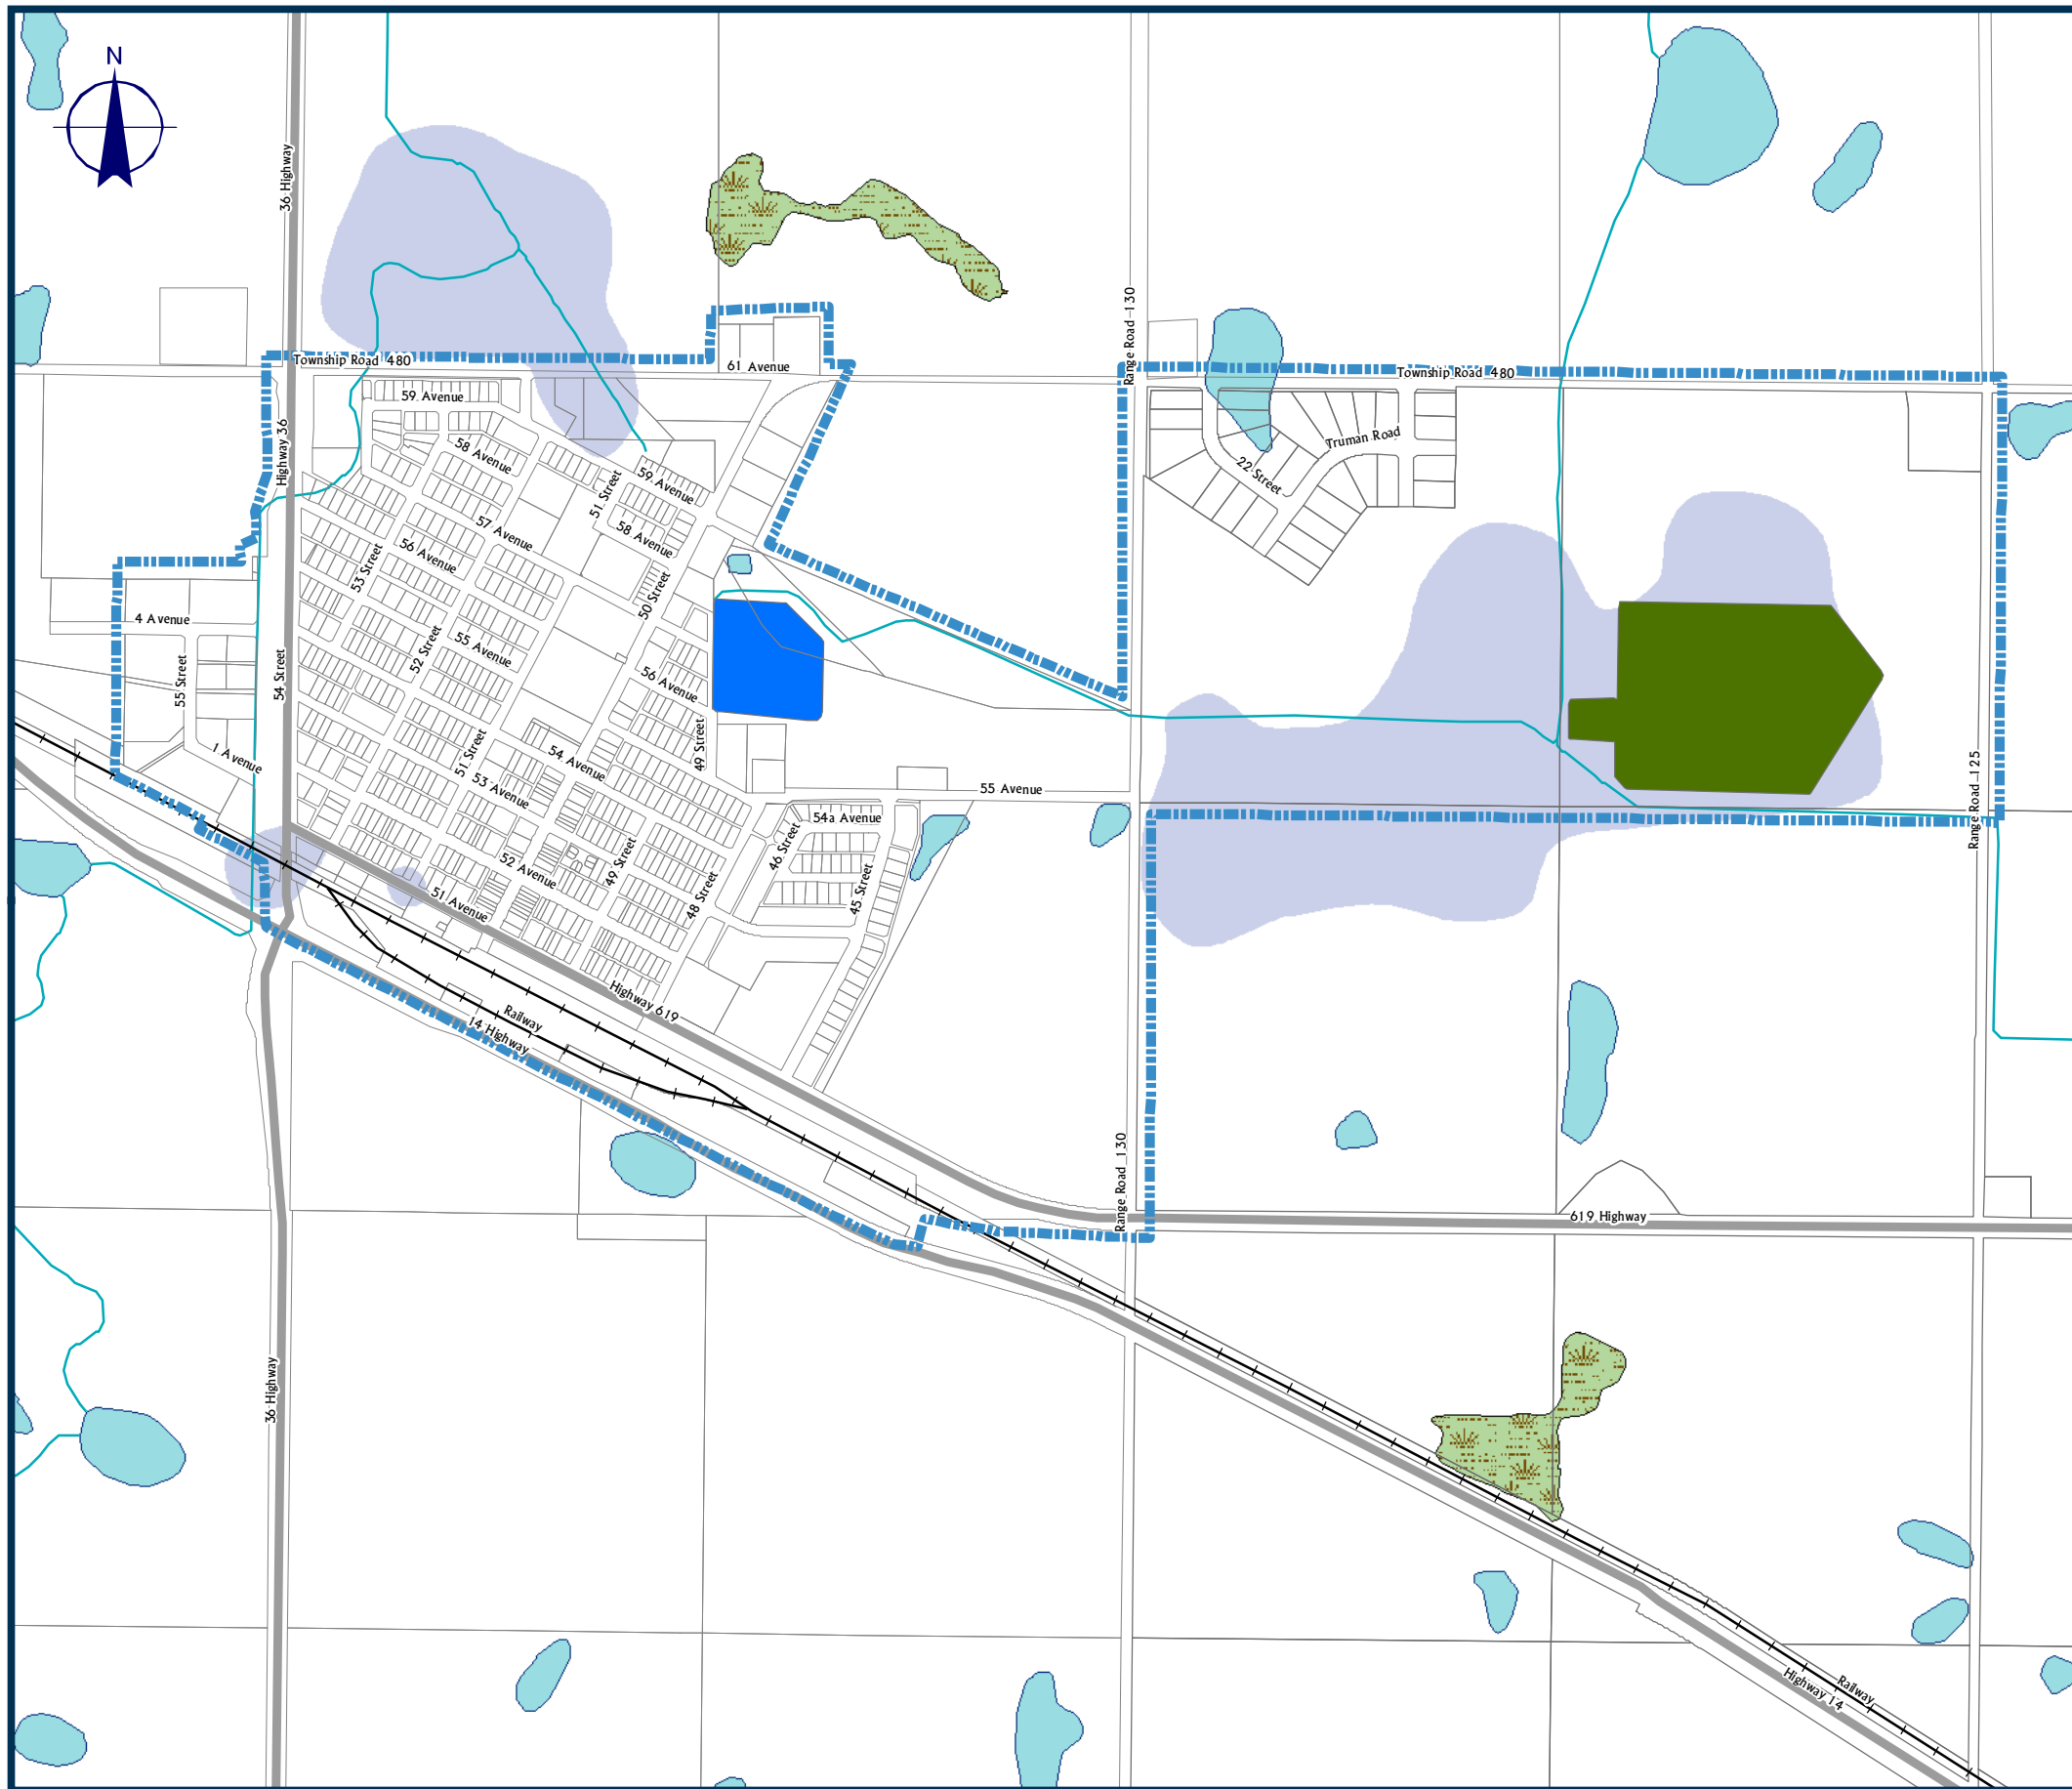 N
36 Highway
Range Road 130
Township Road 480
61 Avenue
Township Road 480
59 Avenue
Highway 36
58 Avenue
Truman Road
22 Street
51 Street
59 Avenue
57 Avenue
58 Avenue
56 Avenue
53 Street
50 Street
4 Avenue
55 Street
54 Street
52 Street
55 Avenue
56 Avenue
49 Street
1 Avenue
51 Street
54 Avenue
53 Avenue
55 Avenue
Range Road 125
54a Avenue
46 Street
52 Avenue
49 Street
48 Street
45 Street
51 Avenue
Highway 619
Railway
14 Highway
Range Road 130
619 Highway
36 Highway
Railway
Highway 14